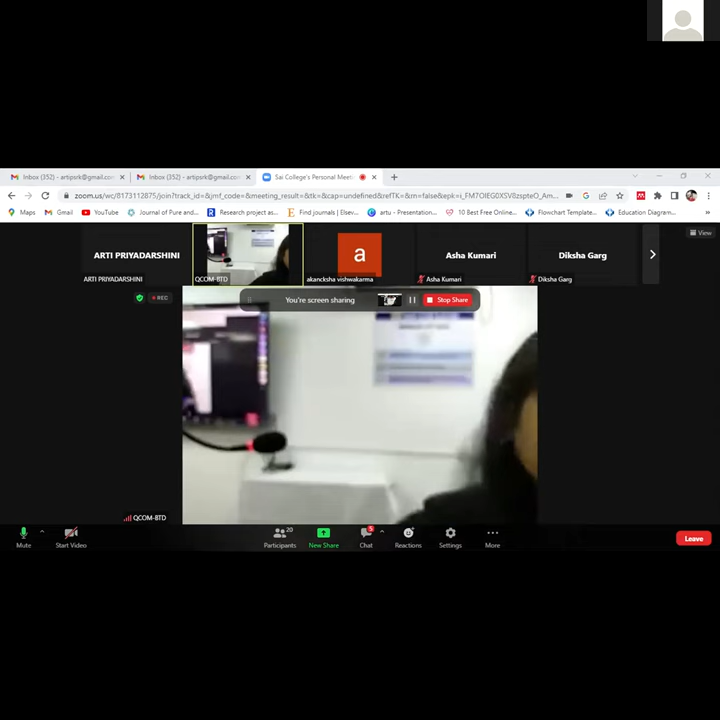 Inbox (352) - artipsrk@gmail.co
Inbox (352) - artipsrk@gmail.co
Sai College's Personal Meeti
zoom.us/wc/8173112875/join?track_id=&jmf_code=&meeting_result=&tk=&cap=undefined&refTK=&rn=false&epk=i_FM7OIEG0XSV8zspteO_Am...
Maps
Gmail
YouTube
Journal of Pure and...
Research project as...
Find journals | Elsev...
artu - Presentation...
10 Best Free Online...
Flowchart Template...
Education Diagram...
»
View
ARTI PRIYADARSHINI
ARTI PRIYADARSHINI
QCOM-BTD
a
akancksha vishwakarma
Asha Kumari
Asha Kumari
Diksha Garg
Diksha Garg
REC
You're screen sharing
Stop Share
QCOM-BTD
Mute
Start Video
20
Participants
New Share
5
Chat
Reactions
Settings
More
Leave